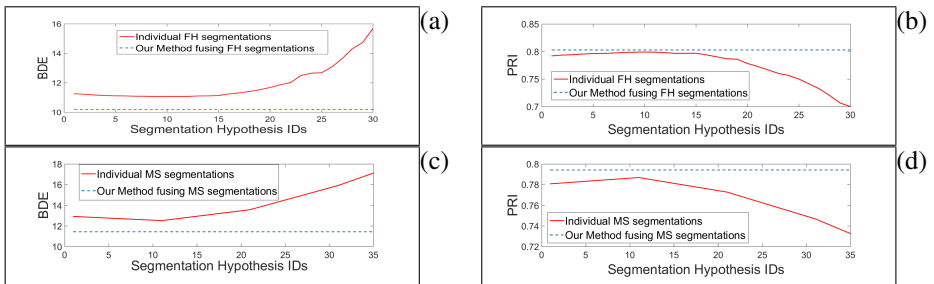 (a)
16
14
12
10
BDE
Individual FH segmentations
Our Method fusing FH segmentations
0 5 10 15 20 25 30
Segmentation Hypothesis IDs
(b)
0.85
0.8
0.75
0.7
PRI
Individual FH segmentations
Our Method fusing FH segmentations
0 5 10 15 20 25 30
Segmentation Hypothesis IDs
(c)
18
16
14
12
10
BDE
Individual MS segmentations
Our Method fusing MS segmentations
0 5 10 15 20 25 30 35
Segmentation Hypothesis IDs
(d)
0.8
0.78
0.76
0.74
0.72
PRI
Individual MS segmentations
Our Method fusing MS segmentations
0 5 10 15 20 25 30 35
Segmentation Hypothesis IDs